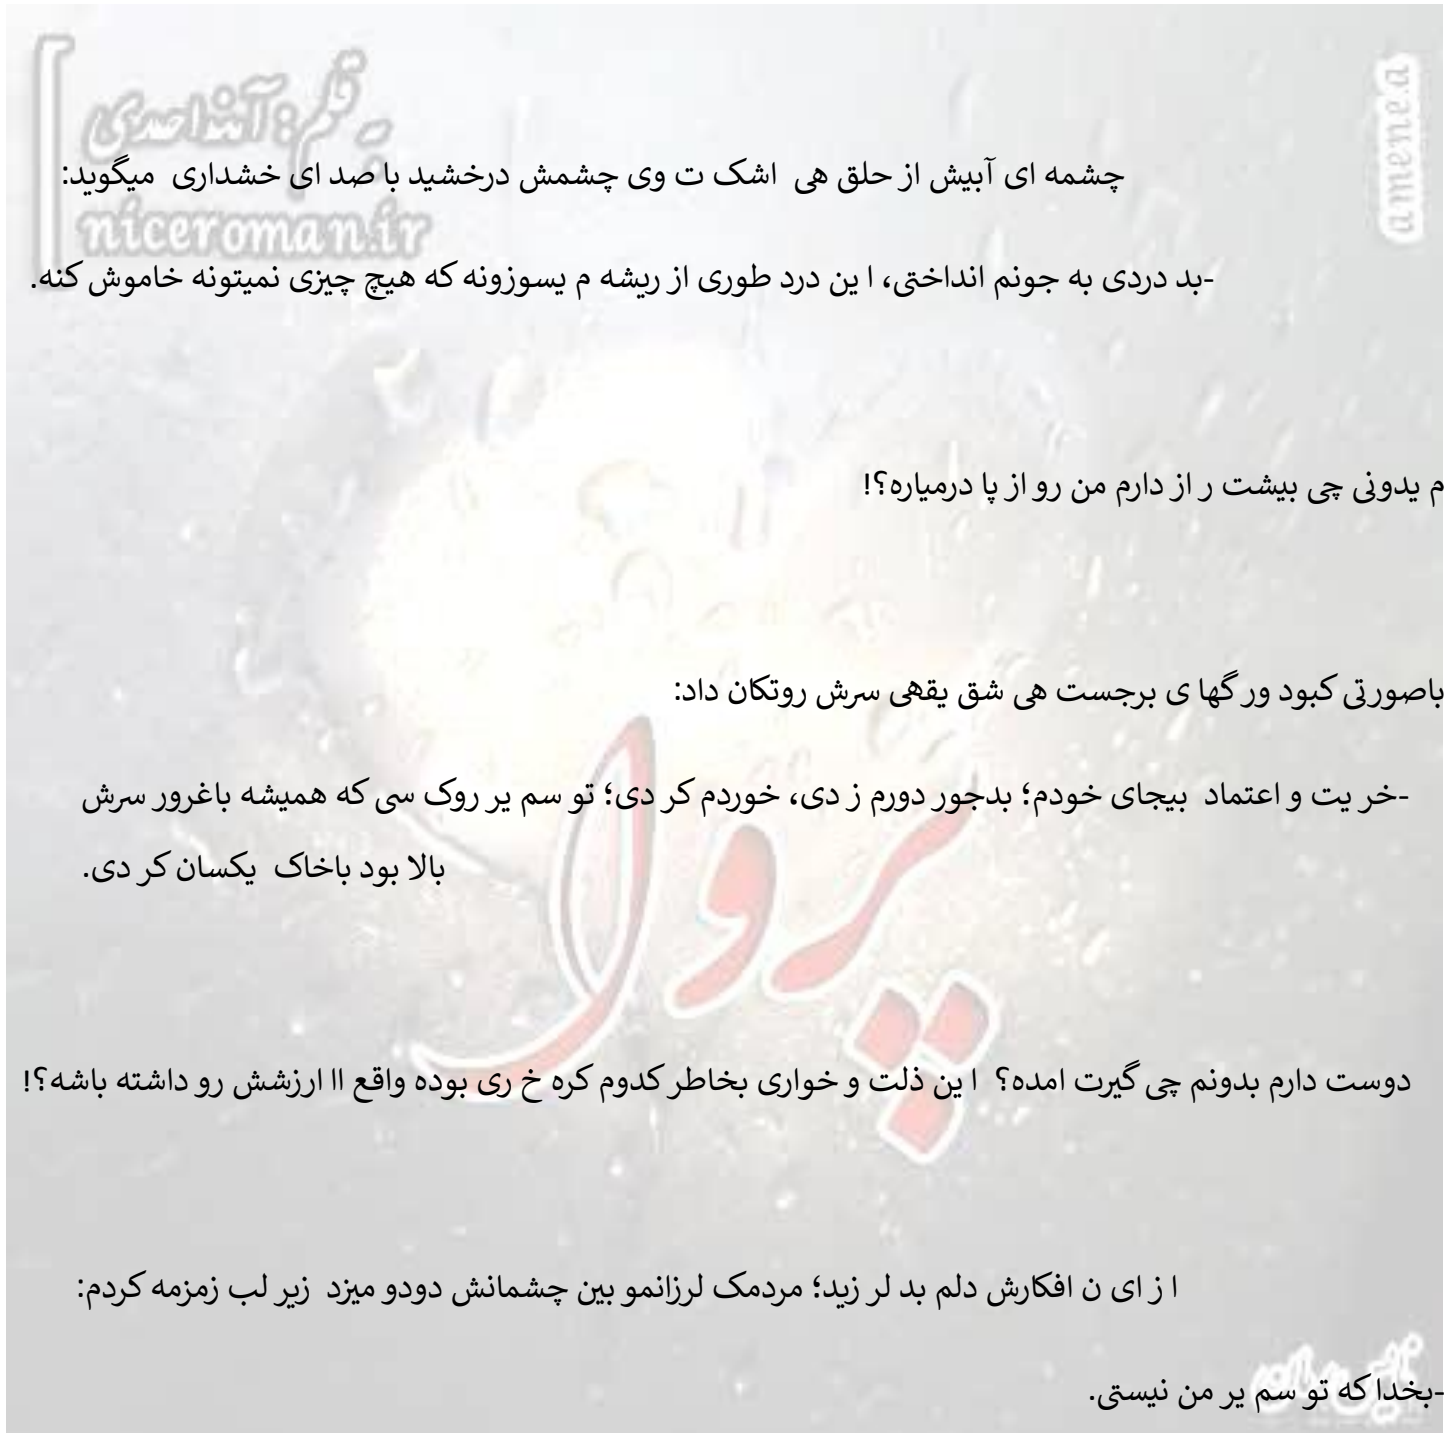 قلم: آمنه احمدی
niceroman.ir
amene.a
چشمه ای آبیش از حلق هی اشک ت وی چشمش درخشید با صد ای خشداری میگوید:
-بد دردی به جونم انداختی، ا ین درد طوری از ریشه م یسوزونه که هیچ چیزی نمیتونه خاموش کنه.
م یدونی چی بیشت ر از دارم من رو از پا درمیاره؟!
باصورتی کبود ور گها ی برجست هی شق یقهی سرش روتکان داد:
-خر یت و اعتماد بیجای خودم؛ بدجور دورم ز دی، خوردم کر دی؛ تو سم یر روک سی که همیشه باغرور سرش
بالا بود باخاک یکسان کر دی.
پروا
دوست دارم بدونم چی گیرت امده؟ ا ین ذلت و خواری بخاطر کدوم کره خ ری بوده واقع اا ارزشش رو داشته باشه؟!
ا ز ای ن افکارش دلم بد لر زید؛ مردمک لرزانمو بین چشمانش دودو میزد زیر لب زمزمه کردم:
-بخدا که تو سم یر من نیستی.